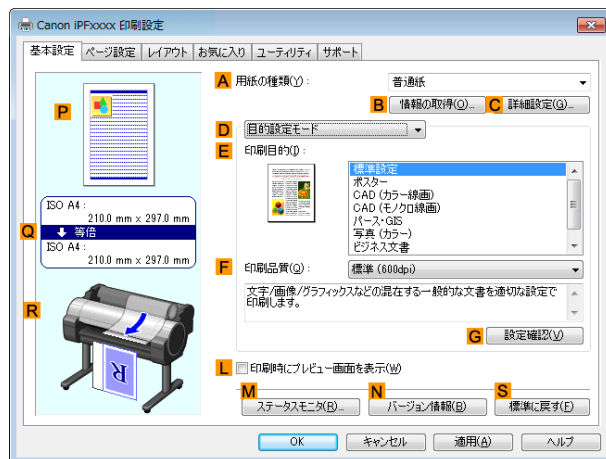 Canon iPFxxxx 印刷設定
基本設定 ページ設定 レイアウト お気に入り ユーティリティ サポート
A 用紙の種類(Y): 普通紙
B 情報の取得(O)... C 詳細設定(G)...
P
D 目的設定モード
E 印刷目的(I):
標準設定
ポスター
CAD (カラー線画)
CAD (モノクロ線画)
パース・GIS
写真 (カラー)
ビジネス文書
ISO A4 :
210.0 mm x 297.0 mm
Q 等倍
ISO A4 :
210.0 mm x 297.0 mm
F 印刷品質(Q): 標準 (600dpi)
文字/画像/グラフィックスなどの混在する一般的な文書を適切な設定で
印刷します。
R
G 設定確認(V)
L 印刷時にプレビュー画面を表示(W)
M N S
ステータスモニタ(R)... バージョン情報(B) 標準に戻す(F)
OK キャンセル 適用(A) ヘルプ